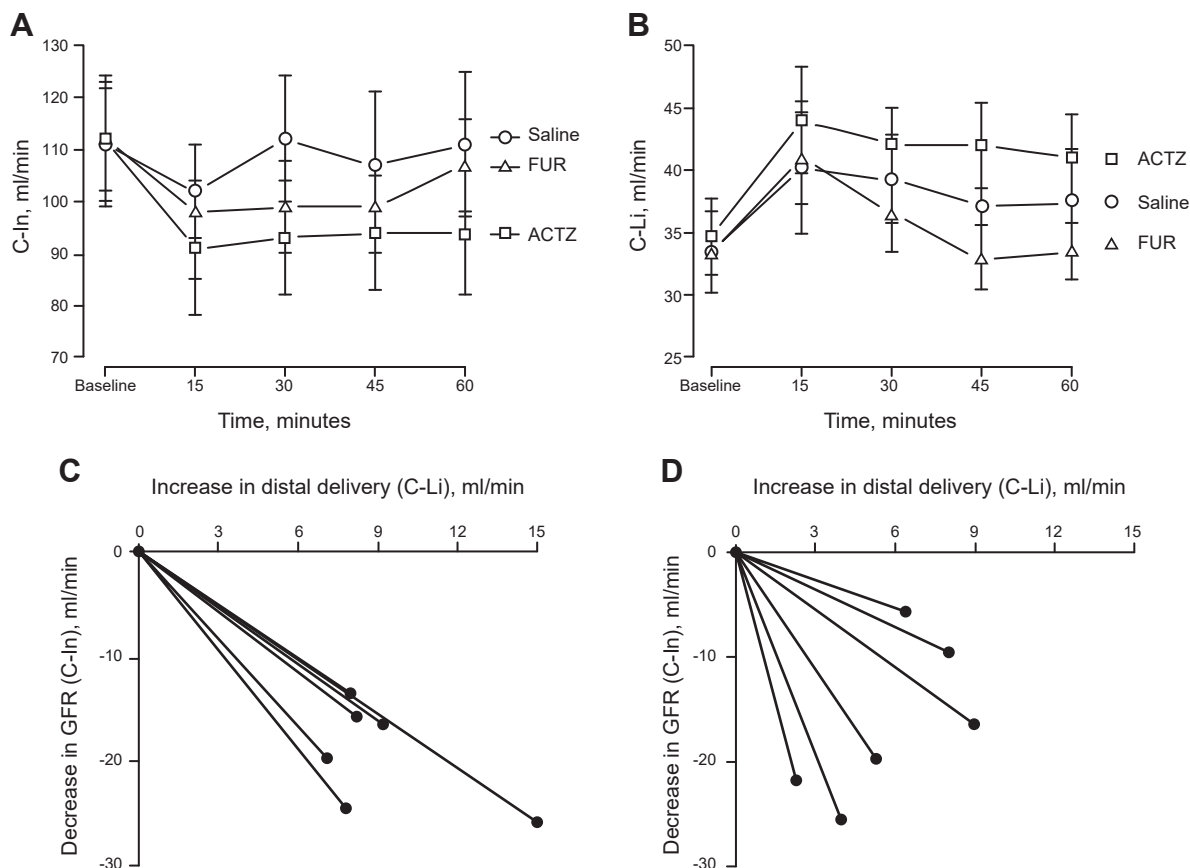 A
130
120
110
100
90
80
70
C-In, ml/min
Saline
FUR
ACTZ
Baseline 15 30 45 60
Time, minutes
B
50
45
40
35
30
25
C-Li, ml/min
ACTZ
Saline
FUR
Baseline 15 30 45 60
Time, minutes
C
Increase in distal delivery (C-Li), ml/min
0 3 6 9 12 15
0
-10
-20
-30
Decrease in GFR (C-In), ml/min
D
Increase in distal delivery (C-Li), ml/min
0 3 6 9 12 15
0
-10
-20
-30
Decrease in GFR (C-In), ml/min